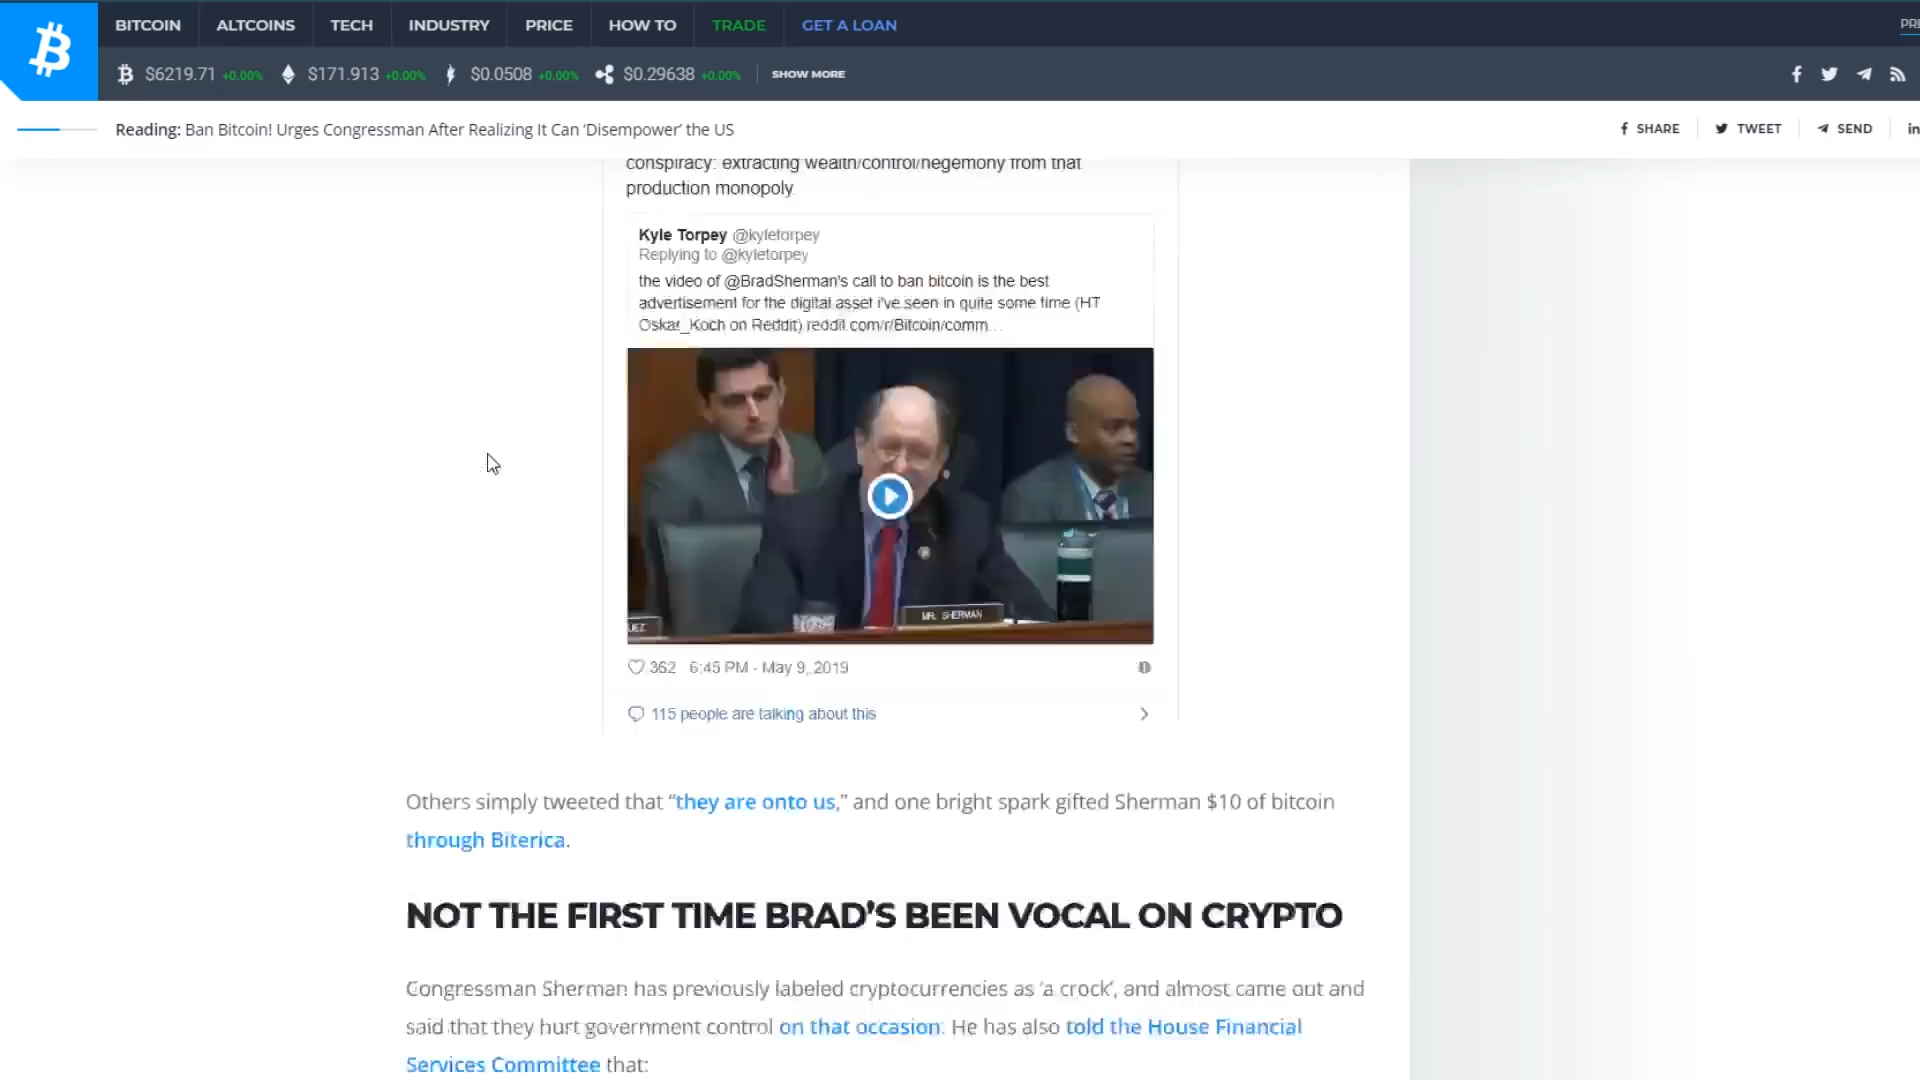 BITCOIN ALTCOINS TECH INDUSTRY PRICE HOW TO TRADE GET A LOAN
$6219.71 +0.00% $171.913 +0.00% $0.0508 +0.00% $0.29638 +0.00% SHOW MORE
Reading: Ban Bitcoin! Urges Congressman After Realizing It Can ‘Disempower’ the US
SHARE TWEET SEND
conspiracy: extracting wealth/control/hegemony from that
production monopoly
Kyle Torpey @kyletorpey
Replying to @kyletorpey
the video of @BradSherman's call to ban bitcoin is the best
advertisement for the digital asset i've seen in quite some time (HT
Oskar_Koch on Reddit) reddit.com/r/Bitcoin/comm…
MR. SHERMAN
362 6:45 PM - May 9, 2019
115 people are talking about this
Others simply tweeted that “they are onto us,” and one bright spark gifted Sherman $10 of bitcoin
through Biterica.
NOT THE FIRST TIME BRAD’S BEEN VOCAL ON CRYPTO
Congressman Sherman has previously labeled cryptocurrencies as ‘a crock’, and almost came out and
said that they hurt government control on that occasion. He has also told the House Financial
Services Committee that: